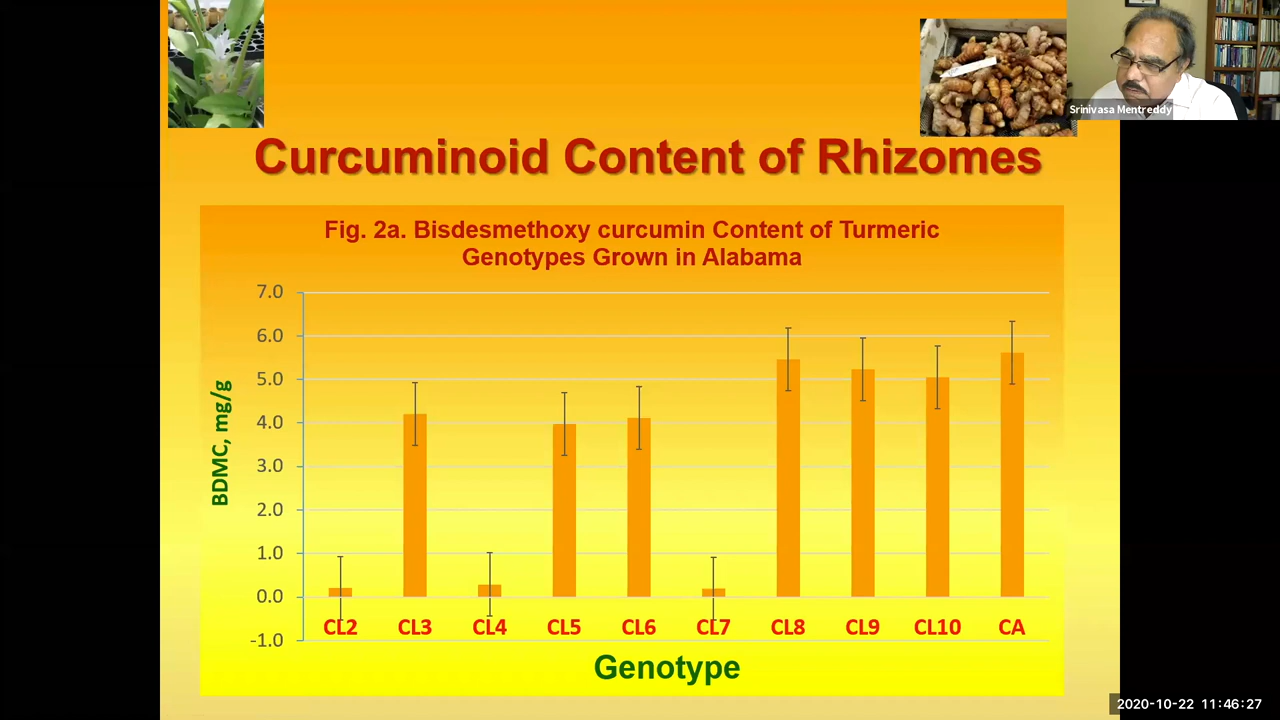 Srinivasa Mentreddy
Curcuminoid Content of Rhizomes
Fig. 2a. Bisdesmethoxy curcumin Content of Turmeric
Genotypes Grown in Alabama
7.0
6.0
5.0
4.0
3.0
2.0
1.0
0.0
-1.0
BDMC, mg/g
CL2 CL3 CL4 CL5 CL6 CL7 CL8 CL9 CL10 CA
Genotype
2020-10-22 11:46:27